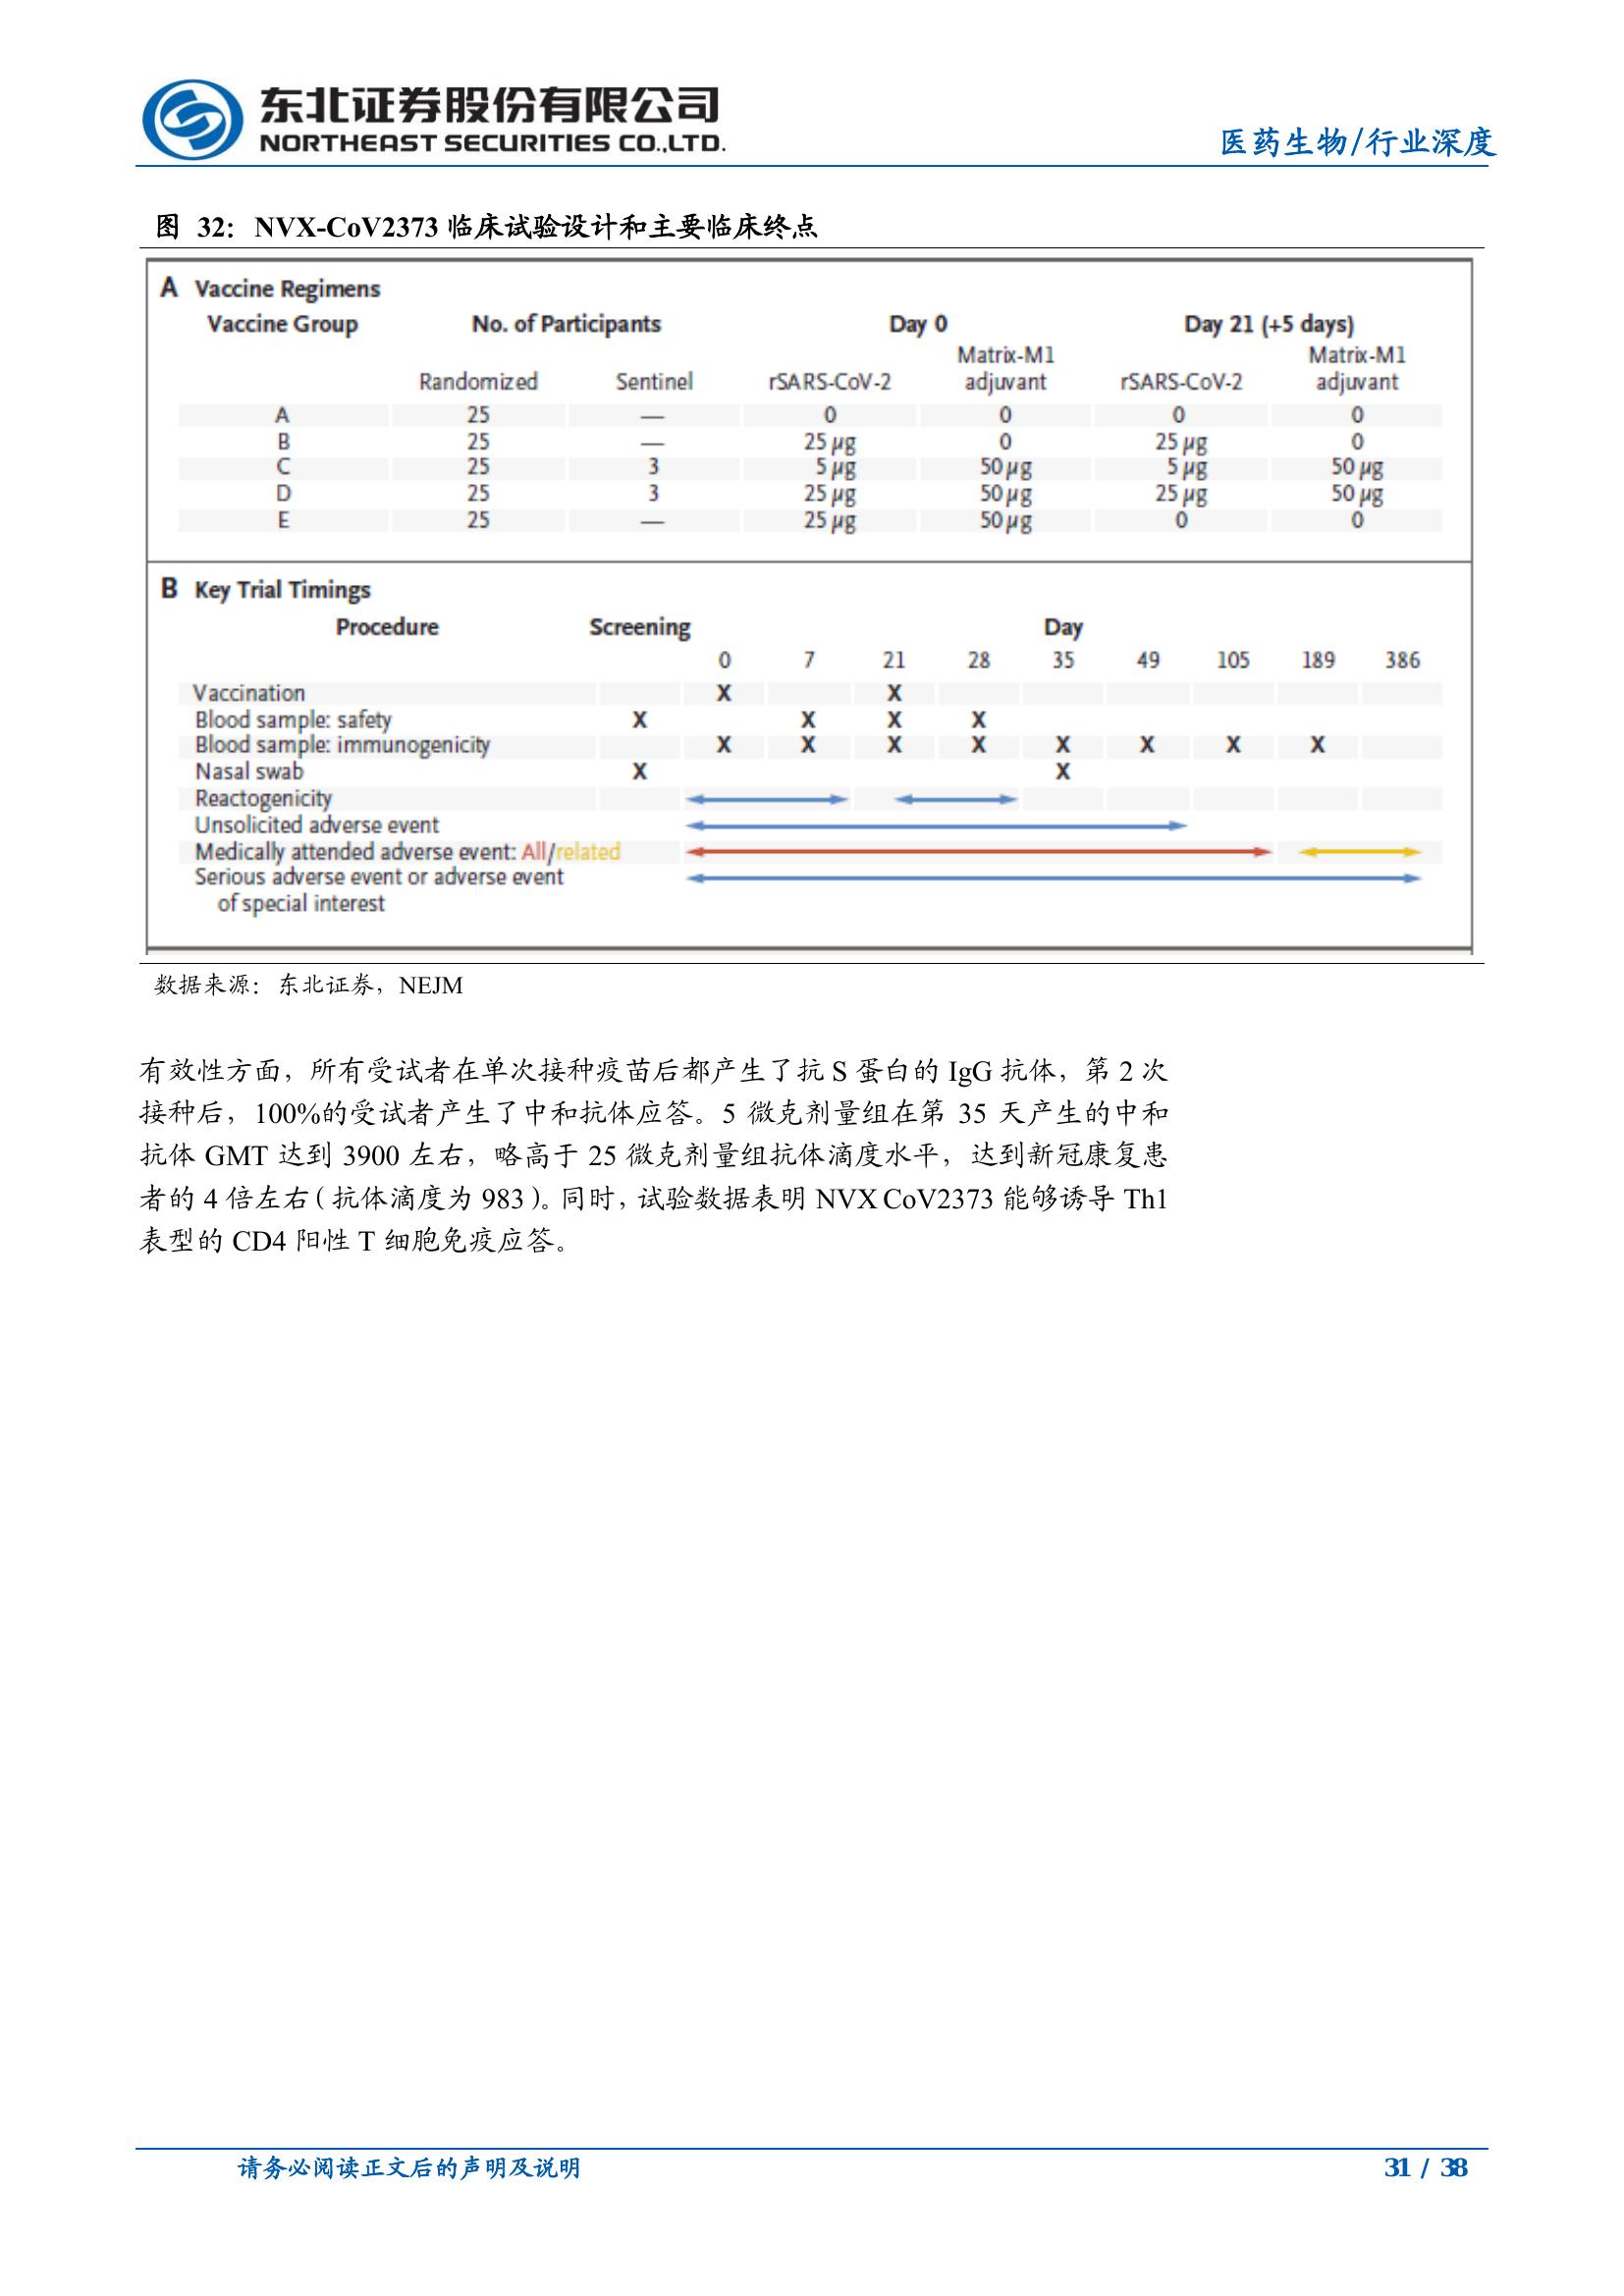 东北证券股份有限公司
NORTHEAST SECURITIES CO.,LTD.
医药生物/行业深度
图 32：NVX-CoV2373 临床试验设计和主要临床终点
A Vaccine Regimens
Vaccine Group No. of Participants Day 0 Day 21 (+5 days)
Randomized Sentinel rSARS-CoV-2 Matrix-M1 adjuvant rSARS-CoV-2 Matrix-M1 adjuvant
A 25 — 0 0 0 0
B 25 — 25 µg 0 25 µg 0
C 25 3 5 µg 50 µg 5 µg 50 µg
D 25 3 25 µg 50 µg 25 µg 50 µg
E 25 — 25 µg 50 µg 0 0
B Key Trial Timings
Procedure Screening Day
0 7 21 28 35 49 105 189 386
Vaccination X X
Blood sample: safety X X X X
Blood sample: immunogenicity X X X X X X X X
Nasal swab X X
Reactogenicity
Unsolicited adverse event
Medically attended adverse event: All/related
Serious adverse event or adverse event
of special interest
数据来源：东北证券，NEJM
有效性方面，所有受试者在单次接种疫苗后都产生了抗 S 蛋白的 IgG 抗体，第 2 次
接种后，100%的受试者产生了中和抗体应答。5 微克剂量组在第 35 天产生的中和
抗体 GMT 达到 3900 左右，略高于 25 微克剂量组抗体滴度水平，达到新冠康复患
者的 4 倍左右（抗体滴度为 983）。同时，试验数据表明 NVX CoV2373 能够诱导 Th1
表型的 CD4 阳性 T 细胞免疫应答。
请务必阅读正文后的声明及说明
31 / 38